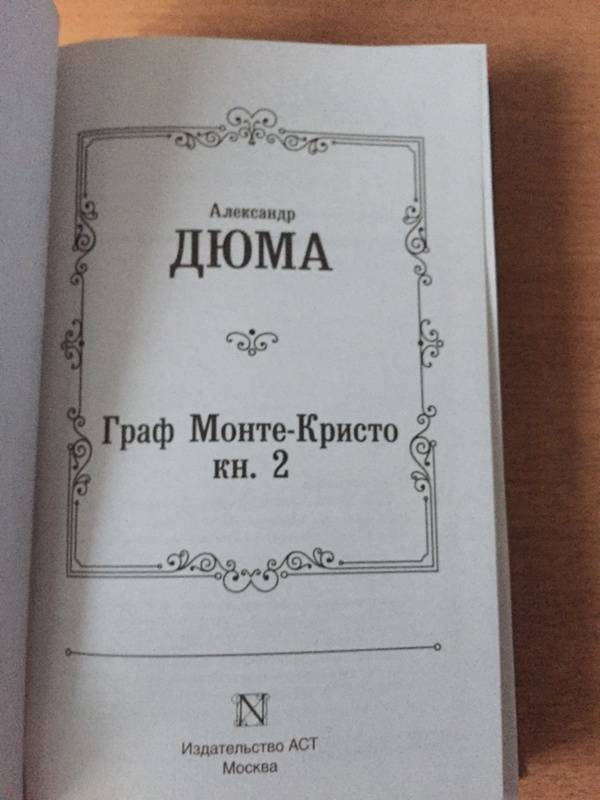 Александр
ДЮМА
Граф Монте-Кристо
кн. 2
N
Издательство АСТ
Москва